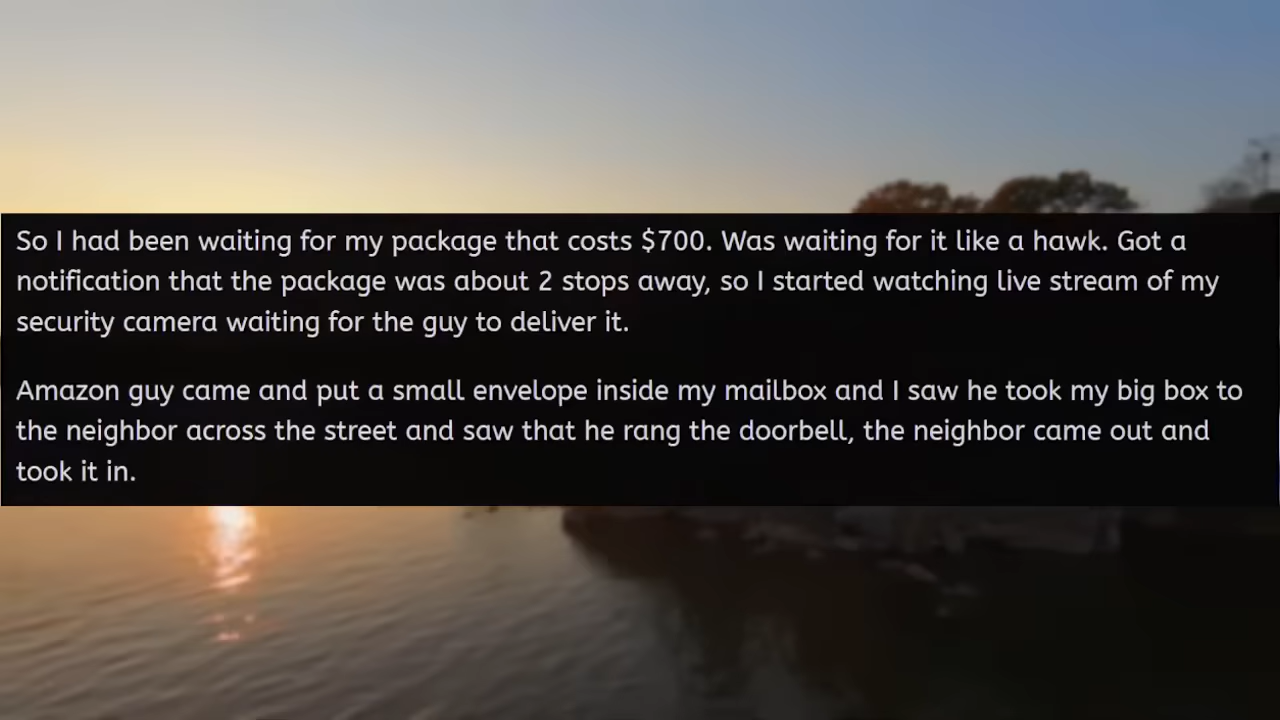 So I had been waiting for my package that costs $700. Was waiting for it like a hawk. Got a
notification that the package was about 2 stops away, so I started watching live stream of my
security camera waiting for the guy to deliver it.
Amazon guy came and put a small envelope inside my mailbox and I saw he took my big box to
the neighbor across the street and saw that he rang the doorbell, the neighbor came out and
took it in.